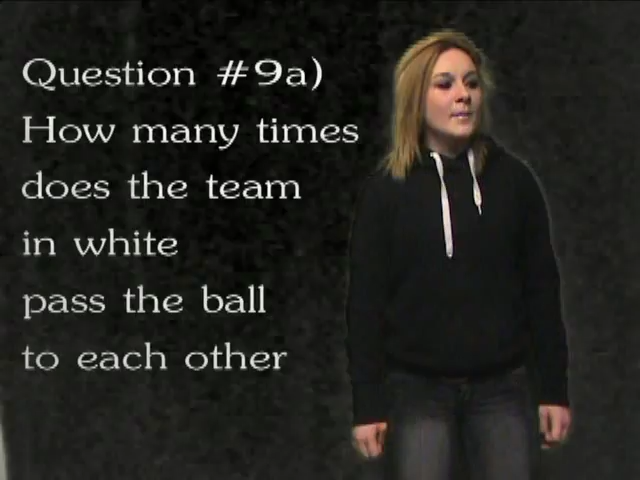 Question #9a)
How many times
does the team
in white
pass the ball
to each other